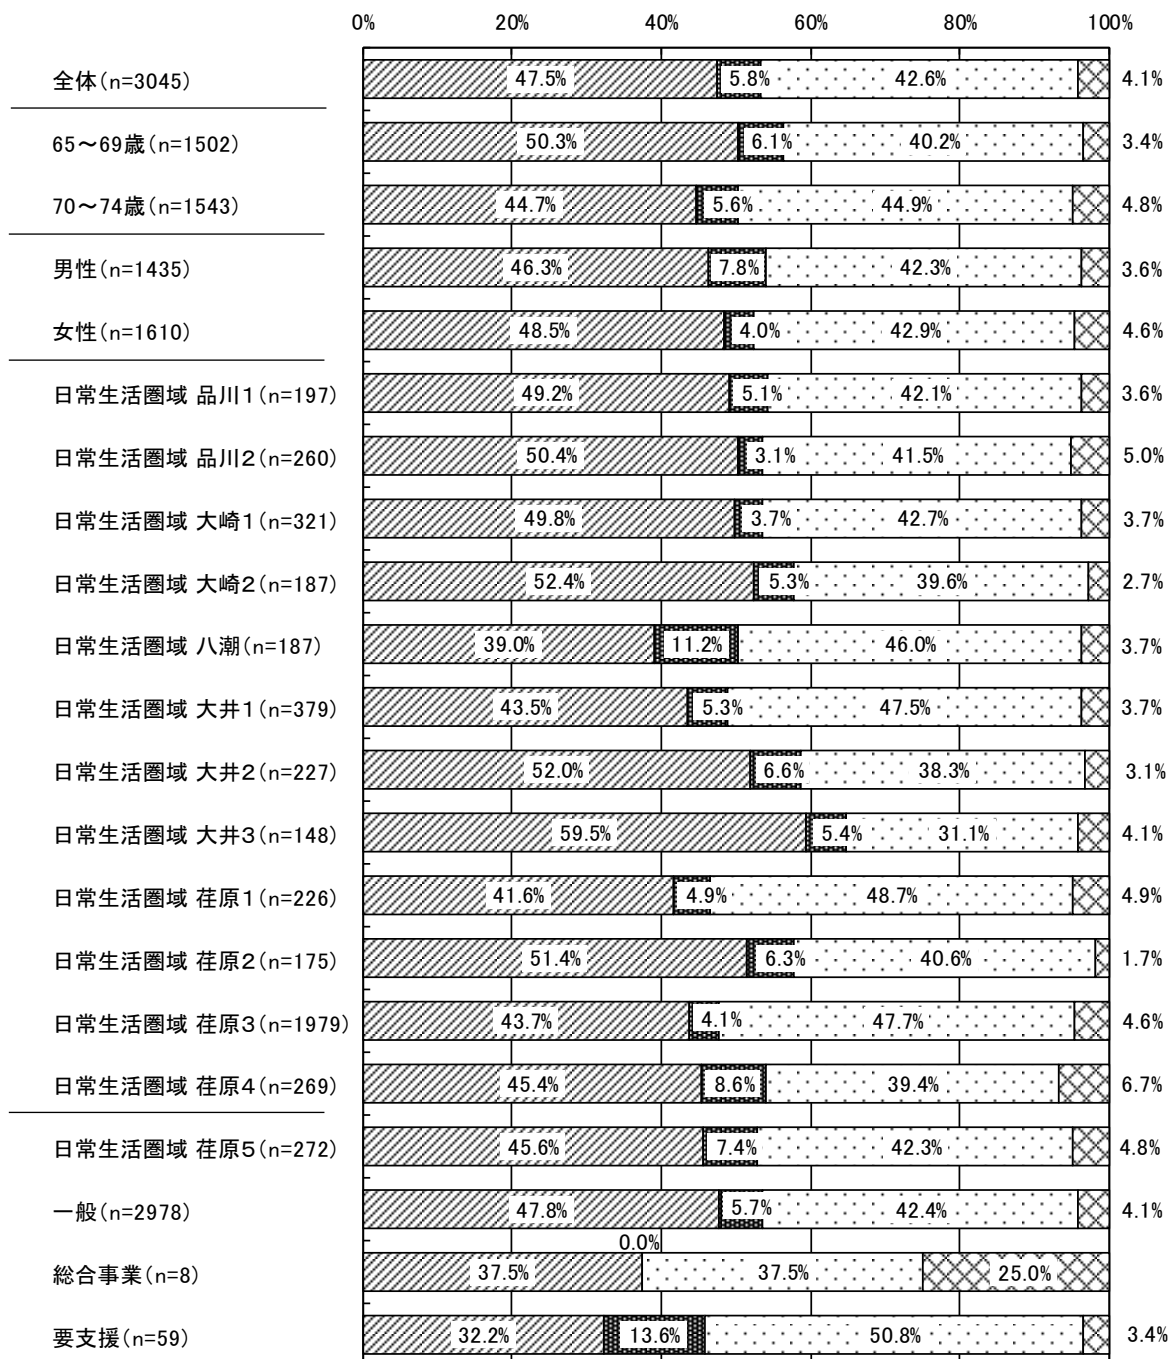 0% 20% 40% 60% 80% 100%
全体(n=3045) 47.5% 5.8% 42.6% 4.1%
65～69歳(n=1502) 50.3% 6.1% 40.2% 3.4%
70～74歳(n=1543) 44.7% 5.6% 44.9% 4.8%
男性(n=1435) 46.3% 7.8% 42.3% 3.6%
女性(n=1610) 48.5% 4.0% 42.9% 4.6%
日常生活圏域 品川1(n=197) 49.2% 5.1% 42.1% 3.6%
日常生活圏域 品川2(n=260) 50.4% 3.1% 41.5% 5.0%
日常生活圏域 大崎1(n=321) 49.8% 3.7% 42.7% 3.7%
日常生活圏域 大崎2(n=187) 52.4% 5.3% 39.6% 2.7%
日常生活圏域 八潮(n=187) 39.0% 11.2% 46.0% 3.7%
日常生活圏域 大井1(n=379) 43.5% 5.3% 47.5% 3.7%
日常生活圏域 大井2(n=227) 52.0% 6.6% 38.3% 3.1%
日常生活圏域 大井3(n=148) 59.5% 5.4% 31.1% 4.1%
日常生活圏域 荏原1(n=226) 41.6% 4.9% 48.7% 4.9%
日常生活圏域 荏原2(n=175) 51.4% 6.3% 40.6% 1.7%
日常生活圏域 荏原3(n=1979) 43.7% 4.1% 47.7% 4.6%
日常生活圏域 荏原4(n=269) 45.4% 8.6% 39.4% 6.7%
日常生活圏域 荏原5(n=272) 45.6% 7.4% 42.3% 4.8%
一般(n=2978) 47.8% 5.7% 42.4% 4.1%
0.0%
総合事業(n=8) 37.5% 37.5% 25.0%
要支援(n=59) 32.2% 13.6% 50.8% 3.4%